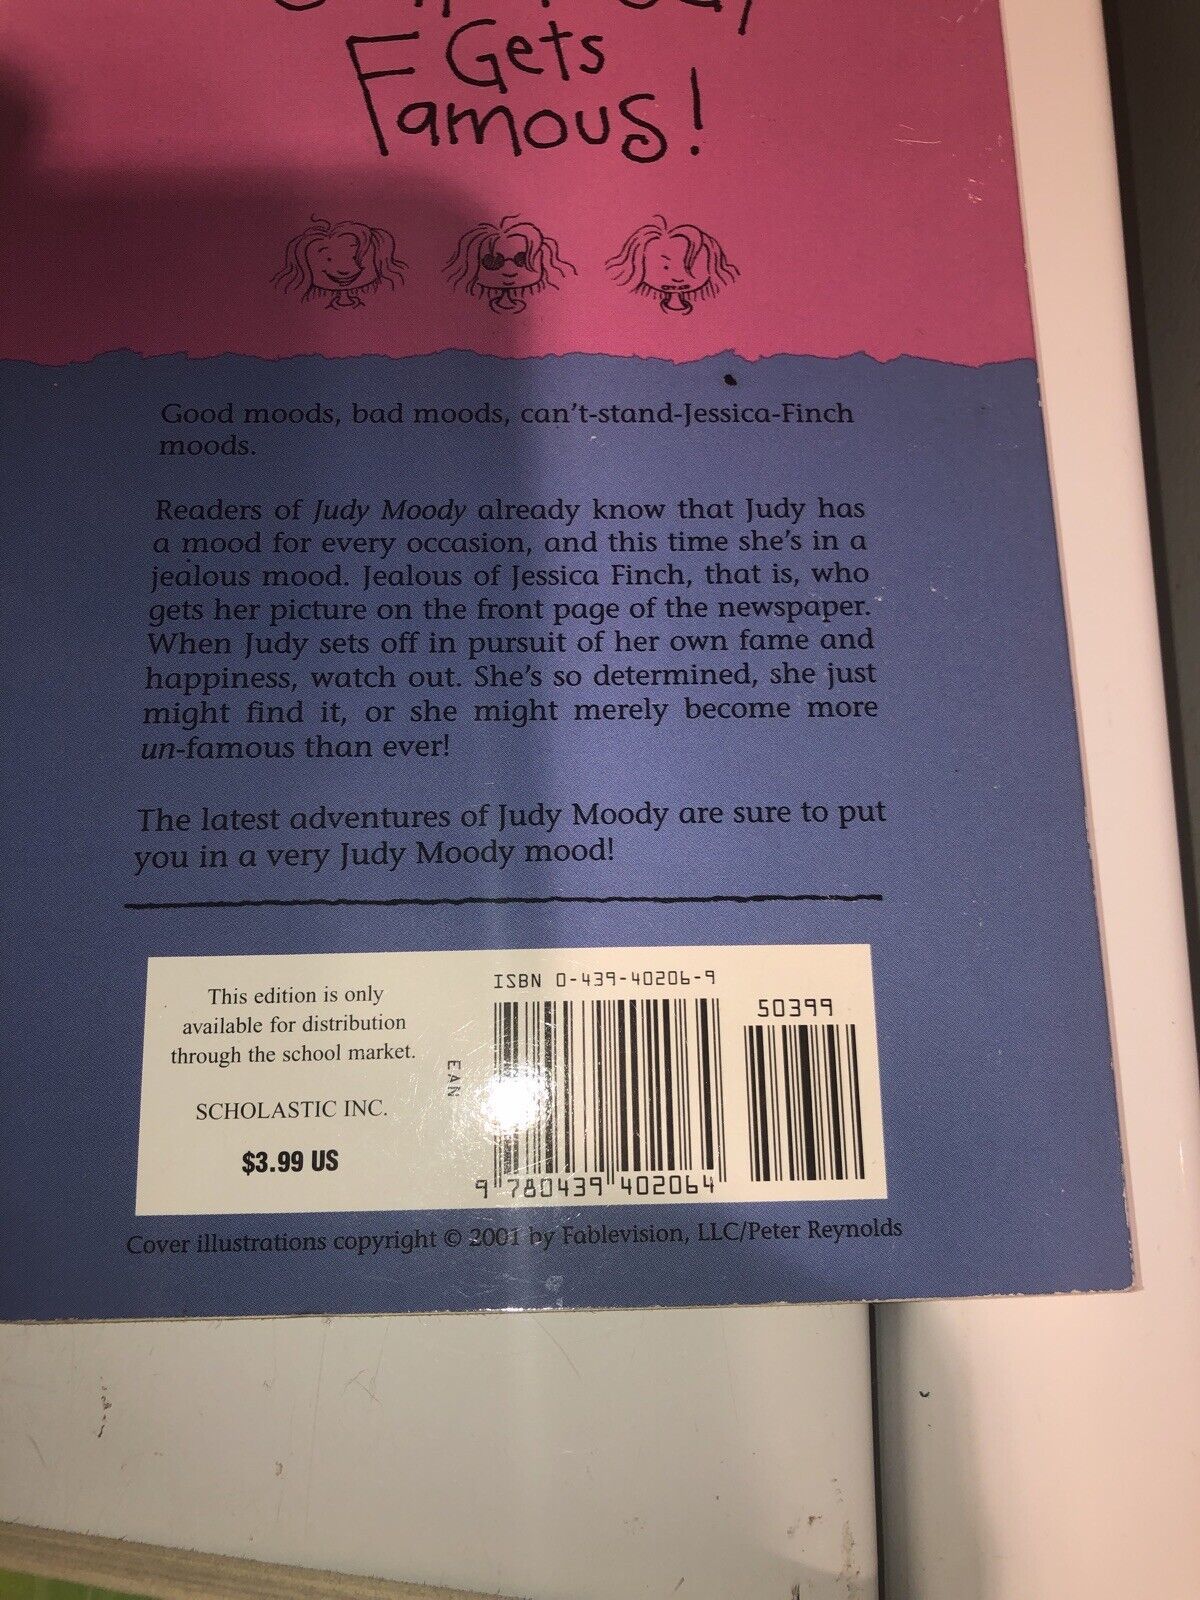 Gets
Famous!
Good moods, bad moods, can't-stand-Jessica-Finch
moods.
Readers of Judy Moody already know that Judy has
a mood for every occasion, and this time she's in a
jealous mood. Jealous of Jessica Finch, that is, who
gets her picture on the front page of the newspaper.
When Judy sets off in pursuit of her own fame and
happiness, watch out. She's so determined, she just
might find it, or she might merely become more
un-famous than ever!
The latest adventures of Judy Moody are sure to put
you in a very Judy Moody mood!
This edition is only
available for distribution
through the school market.
SCHOLASTIC INC.
$3.99 US
ISBN 0-439-40206-9
50399
EAN
9 780439 402064
Cover illustrations copyright © 2001 by Fablevision, LLC/Peter Reynolds